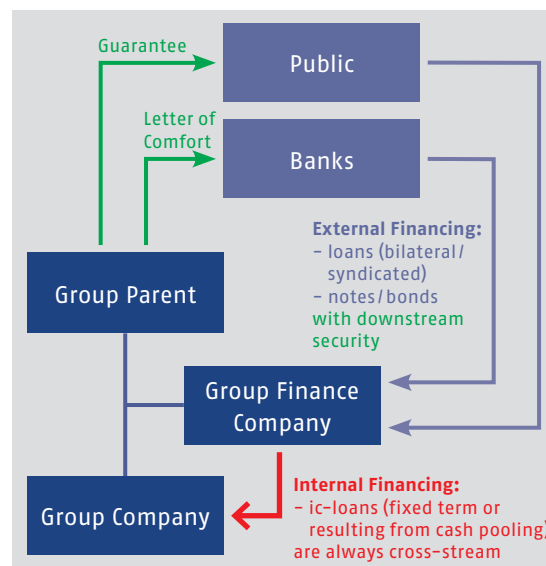 Guarantee
Public
Letter of
Comfort
Banks
External Financing:
– loans (bilateral/
syndicated)
– notes/bonds
with downstream
security
Group Parent
Group Finance
Company
Group Company
Internal Financing:
– ic-loans (fixed term or
resulting from cash pooling)
are always cross-stream